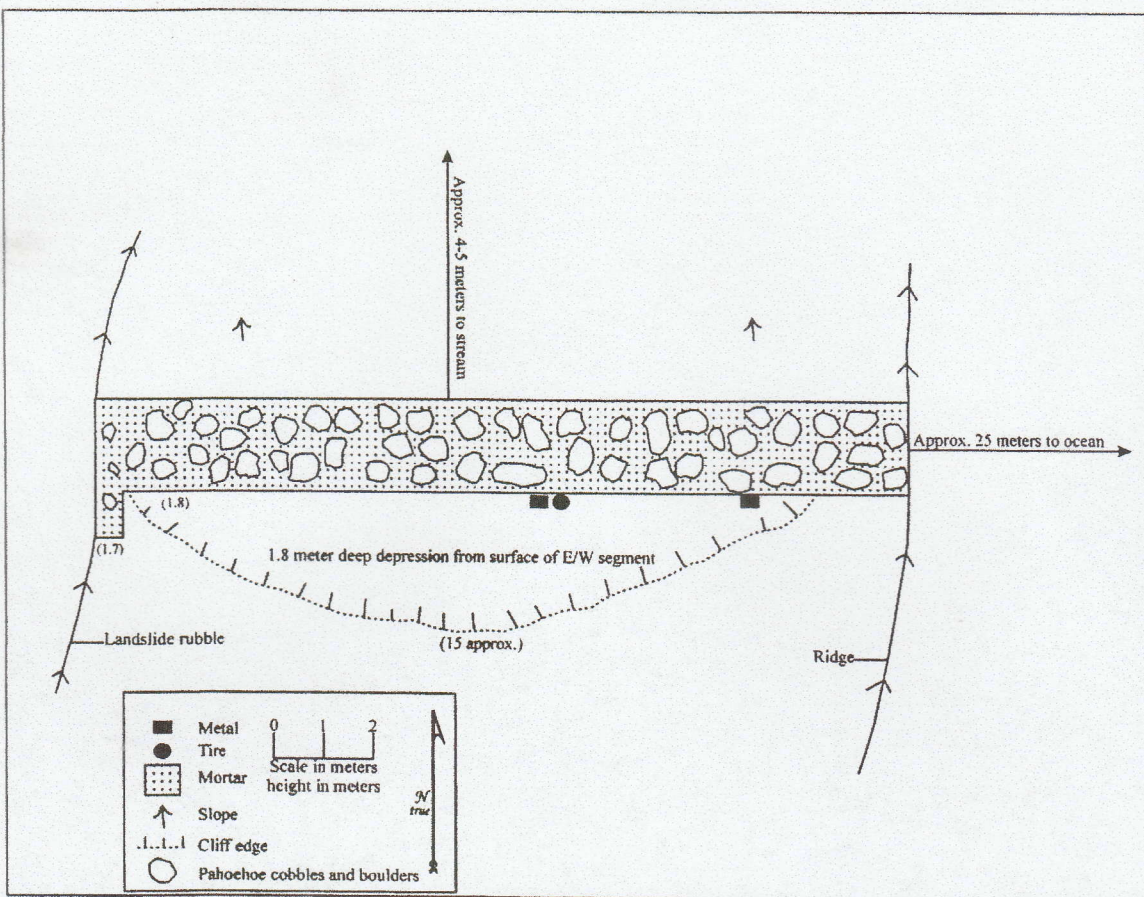 Approx. 4-5 meters to stream
Approx. 25 meters to ocean
(1.8)
(1.7)
1.8 meter deep depression from surface of E/W segment
(15 approx.)
Landslide rubble
Ridge
Metal
Tire
Mortar
Slope
Cliff edge
Pahoehoe cobbles and boulders
0 1 2
Scale in meters
height in meters
N
true